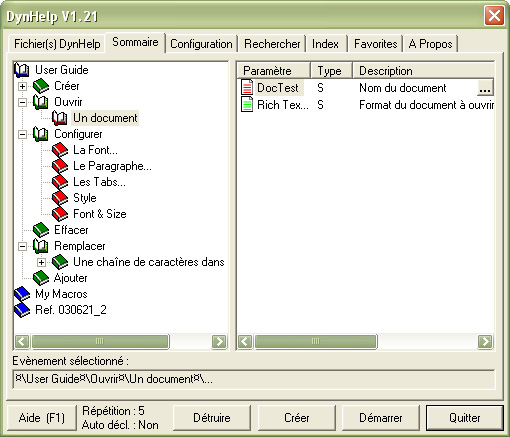 DynHelp V1.21
Fichier(s) DynHelp Sommaire Configuration Rechercher Index Favorites A Propos
User Guide
Créer
Ouvrir
Un document
Configurer
La Font...
Le Paragraphe...
Les Tabs...
Style
Font & Size
Effacer
Remplacer
Une chaîne de caractères dans
Ajouter
My Macros
Ref. 030621_2
Paramètre Type Description
DocTest S Nom du document ...
Rich Tex... S Format du document à ouvrir
Evènement sélectionné :
¤\User Guide¤\Ouvrir¤\Un document¤\...
Aide (F1)
Répétition : 5
Auto décl. : Non
Détruire Créer Démarrer Quitter